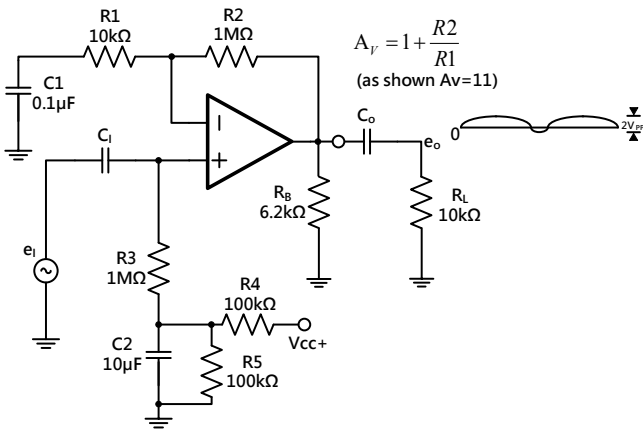 R1
10kΩ
R2
1MΩ
A_V = 1 + R2/R1
(as shown Av=11)
C1
0.1μF
C_I
C_O
e_o
0
2V_PP
R_B
6.2kΩ
R_L
10kΩ
e_I
R3
1MΩ
R4
100kΩ
Vcc+
C2
10μF
R5
100kΩ